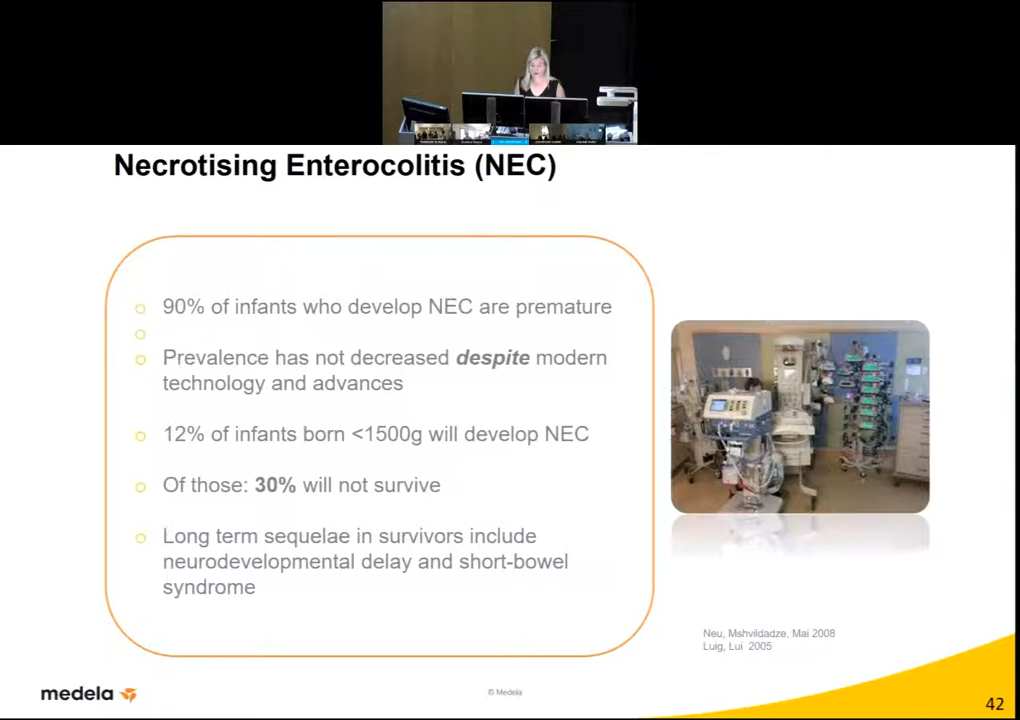 Necrotising Enterocolitis (NEC)
90% of infants who develop NEC are premature
Prevalence has not decreased despite modern
technology and advances
12% of infants born <1500g will develop NEC
Of those: 30% will not survive
Long term sequelae in survivors include
neurodevelopmental delay and short-bowel
syndrome
Neu, Mshvildadze, Mai 2008
Luig, Lui 2005
medela
© Medela
42